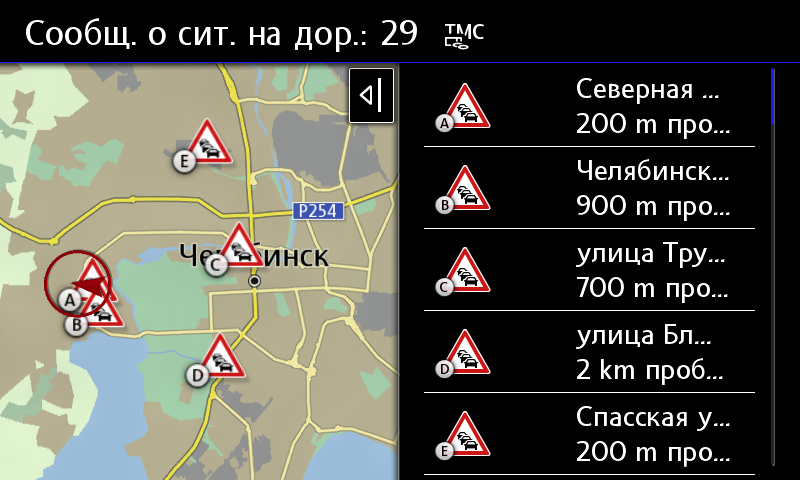 Сообщ. о сит. на дор.: 29 TMC
E
P254
C
A
B
D
A
Северная ...
200 m про...
B
Челябинск...
900 m про...
C
улица Тру...
700 m про...
D
улица Бл...
2 km проб...
E
Спасская у...
200 m про...